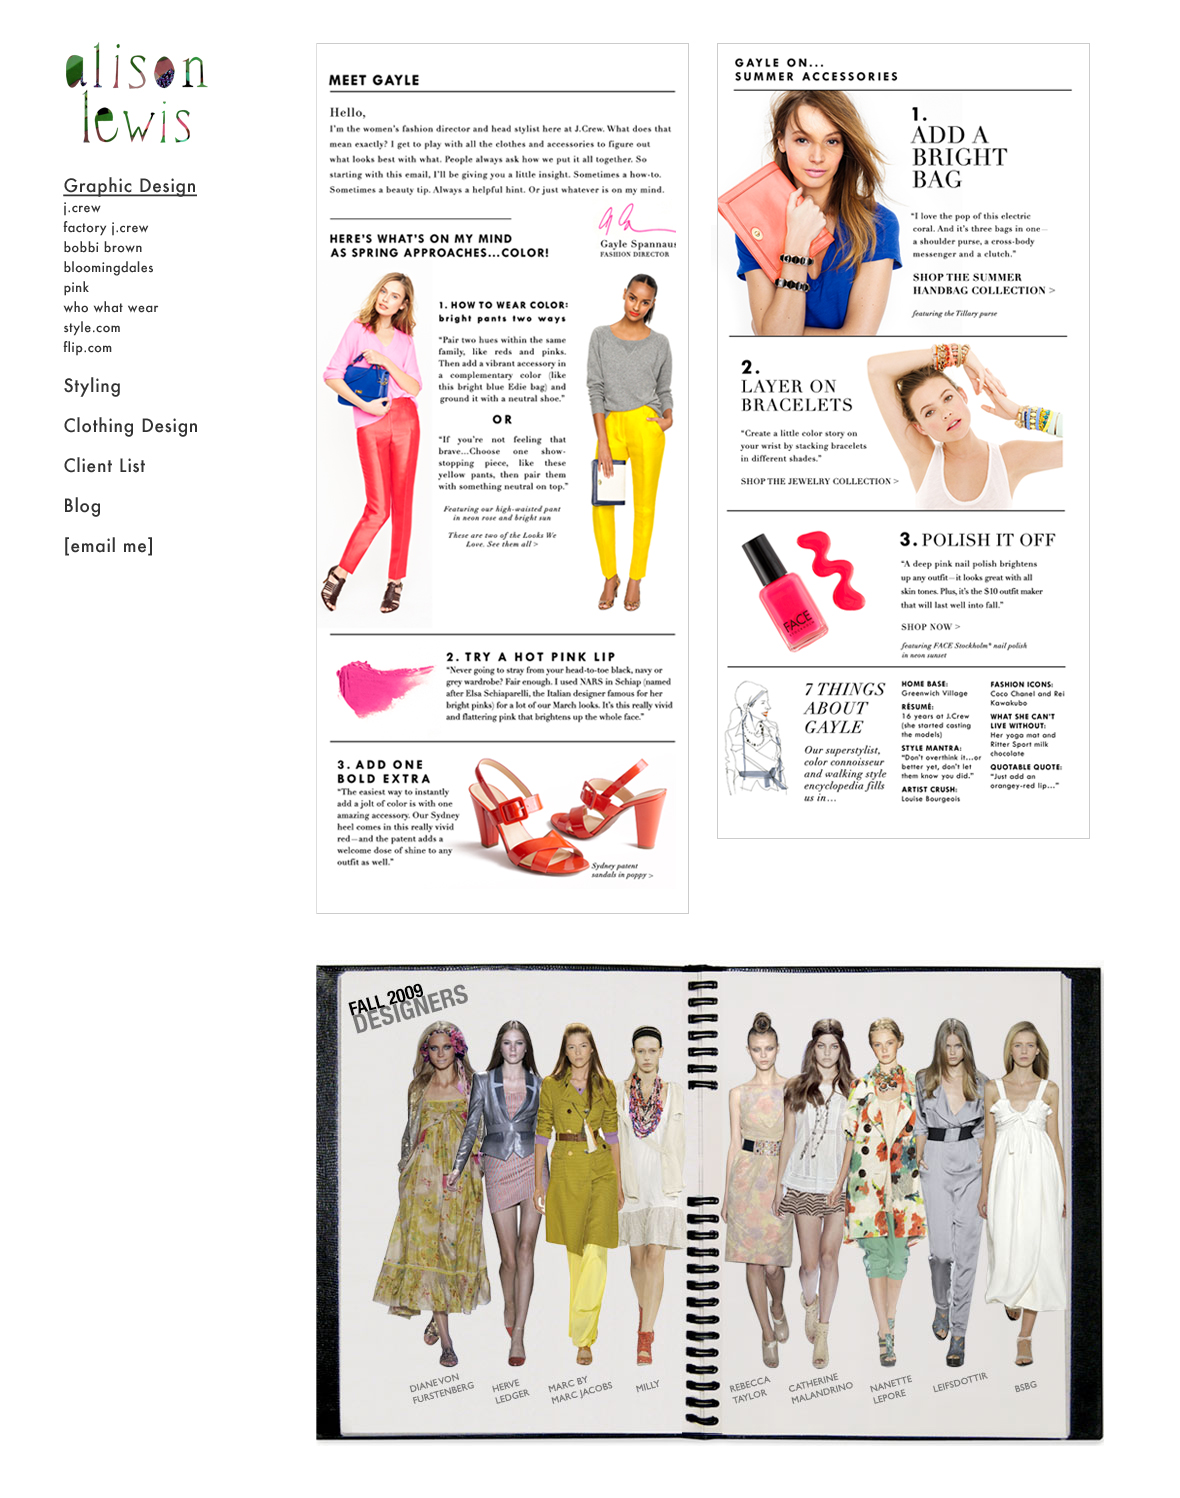 alison
lewis
Graphic Design
j.crew
factory j.crew
bobbi brown
bloomingdales
pink
who what wear
style.com
flip.com
Styling
Clothing Design
Client List
Blog
[email me]
MEET GAYLE
Hello,
I'm the women's fashion director and head stylist here at J.Crew. What does that
mean exactly? I get to play with all the clothes and accessories to figure out
what looks best with what. People always ask how we put it all together. So
starting with this email, I'll be giving you a little insight. Sometimes a how-to.
Sometimes a beauty tip. Always a helpful hint. Or just whatever is on my mind.
Gayle Spannaus
FASHION DIRECTOR
HERE'S WHAT'S ON MY MIND
AS SPRING APPROACHES...COLOR!
1. HOW TO WEAR COLOR:
bright pants two ways
"Pair two hues within the same
family, like reds and pinks.
Then add a vibrant accessory in
a complementary color (like
this bright blue Edie bag) and
ground it with a neutral shoe."
OR
"If you're not feeling that
brave...Choose one show-
stopping piece, like these
yellow pants, then pair them
with something neutral on top."
Featuring our high-waisted pant
in neon rose and bright sun
These are two of the Looks We
Love. See them all >
2. TRY A HOT PINK LIP
"Never going to stray from your head-to-toe black, navy or
grey wardrobe? Fair enough. I used NARS in Schiap (named
after Elsa Schiaparelli, the Italian designer famous for her
bright pinks) for a lot of our March looks. It's this really vivid
and flattering pink that brightens up the whole face."
3. ADD ONE
BOLD EXTRA
"The easiest way to instantly
add a jolt of color is with one
amazing accessory. Our Sydney
heel comes in this really vivid
red—and the patent adds a
welcome dose of shine to any
outfit as well."
Sydney patent
sandals in poppy >
GAYLE ON...
SUMMER ACCESSORIES
1.
ADD A
BRIGHT
BAG
"I love the pop of this electric
coral. And it's three bags in one—
a shoulder purse, a cross-body
messenger and a clutch."
SHOP THE SUMMER
HANDBAG COLLECTION >
featuring the Tillary purse
2.
LAYER ON
BRACELETS
"Create a little color story on
your wrist by stacking bracelets
in different shades."
SHOP THE JEWELRY COLLECTION >
3. POLISH IT OFF
"A deep pink nail polish brightens
up any outfit—it looks great with all
skin tones. Plus, it's the $10 outfit maker
that will last well into fall."
SHOP NOW >
featuring FACE Stockholm* nail polish
in neon sunset
FACE
7 THINGS
ABOUT
GAYLE
Our superstylist,
color connoisseur
and walking style
encyclopedia fills
us in...
HOME BASE:
Greenwich Village
RÉSUMÉ:
16 years at J.Crew
(she started casting
the models)
STYLE MANTRA:
"Don't overthink it...or
better yet, don't let
them know you did."
ARTIST CRUSH:
Louise Bourgeois
FASHION ICONS:
Coco Chanel and Rei
Kawakubo
WHAT SHE CAN'T
LIVE WITHOUT:
Her yoga mat and
Ritter Sport milk
chocolate
QUOTABLE QUOTE:
"Just add an
orangey-red lip..."
FALL 2009
DESIGNERS
DIANE VON
FURSTENBERG
HERVE
LEDGER
MARC BY
MARC JACOBS
MILLY
REBECCA
TAYLOR
CATHERINE
MALANDRINO
NANETTE
LEPORE
LEIFSDOTTIR
BSBG